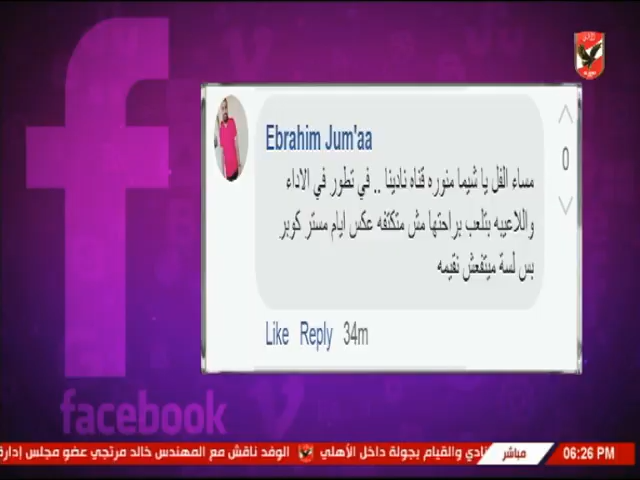 Ebrahim Jum'aa
مساء الفل يا شيما منوره قناه نادينا .. في تطور في الاداء
واللاعيبه بتلعب براحتها مش متكتفه عكس ايام مستر كوبر
بس لسة مينفعش نقيمه
Like Reply 34m
0
facebook
نادي والقيام بجولة داخل الأهلي
الوفد ناقش مع المهندس خالد مرتجي عضو مجلس إدارة
مباشر
06:26 PM